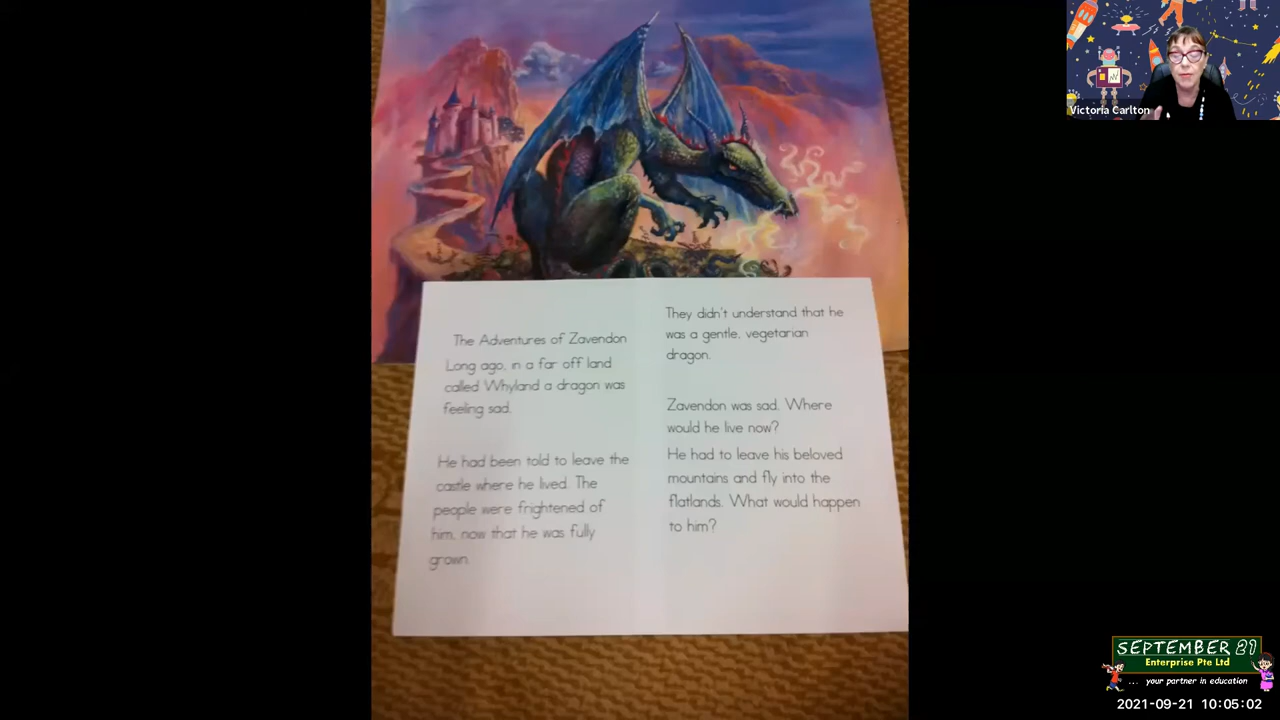 Victoria Carlton
The Adventures of Zavendon
Long ago, in a far off land
called Whyland a dragon was
feeling sad.
He had been told to leave the
castle where he lived. The
people were frightened of
him, now that he was fully
grown.
They didn't understand that he
was a gentle, vegetarian
dragon.
Zavendon was sad. Where
would he live now?
He had to leave his beloved
mountains and fly into the
flatlands. What would happen
to him?
SEPTEMBER 21
Enterprise Pte Ltd
... your partner in education
2021-09-21 10:05:02